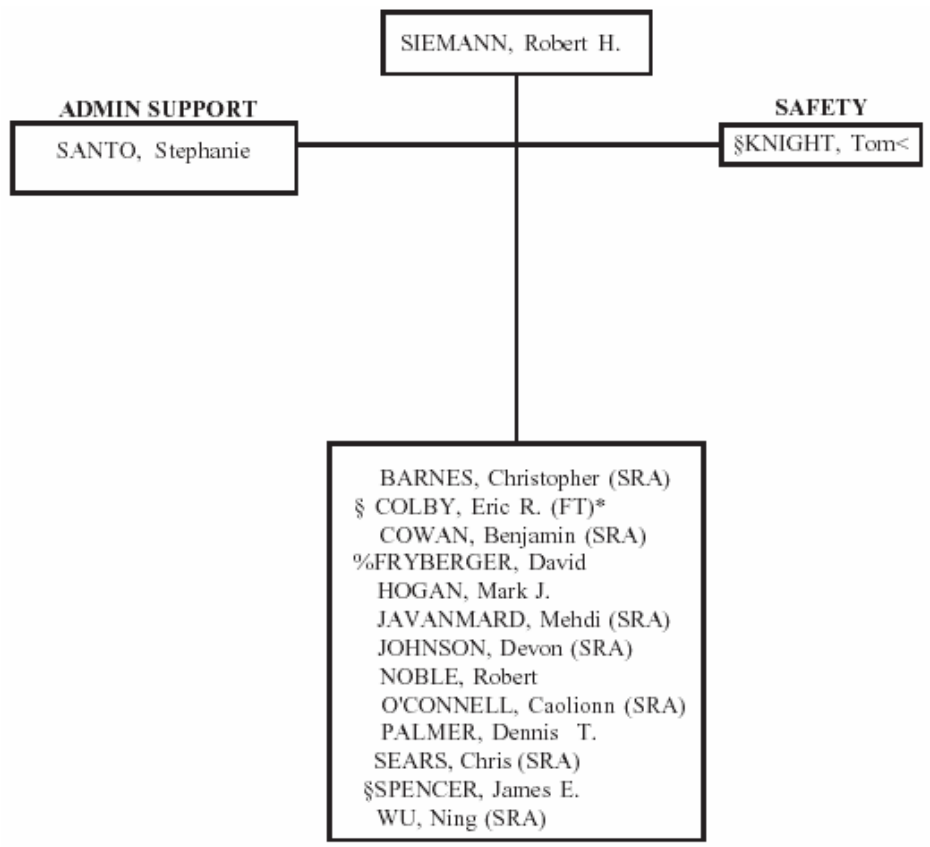 SIEMANN, Robert H.
ADMIN SUPPORT
SANTO, Stephanie
SAFETY
§KNIGHT, Tom<
BARNES, Christopher (SRA)
§ COLBY, Eric R. (FT)*
COWAN, Benjamin (SRA)
%FRYBERGER, David
HOGAN, Mark J.
JAVANMARD, Mehdi (SRA)
JOHNSON, Devon (SRA)
NOBLE, Robert
O'CONNELL, Caolionn (SRA)
PALMER, Dennis T.
SEARS, Chris (SRA)
§SPENCER, James E.
WU, Ning (SRA)